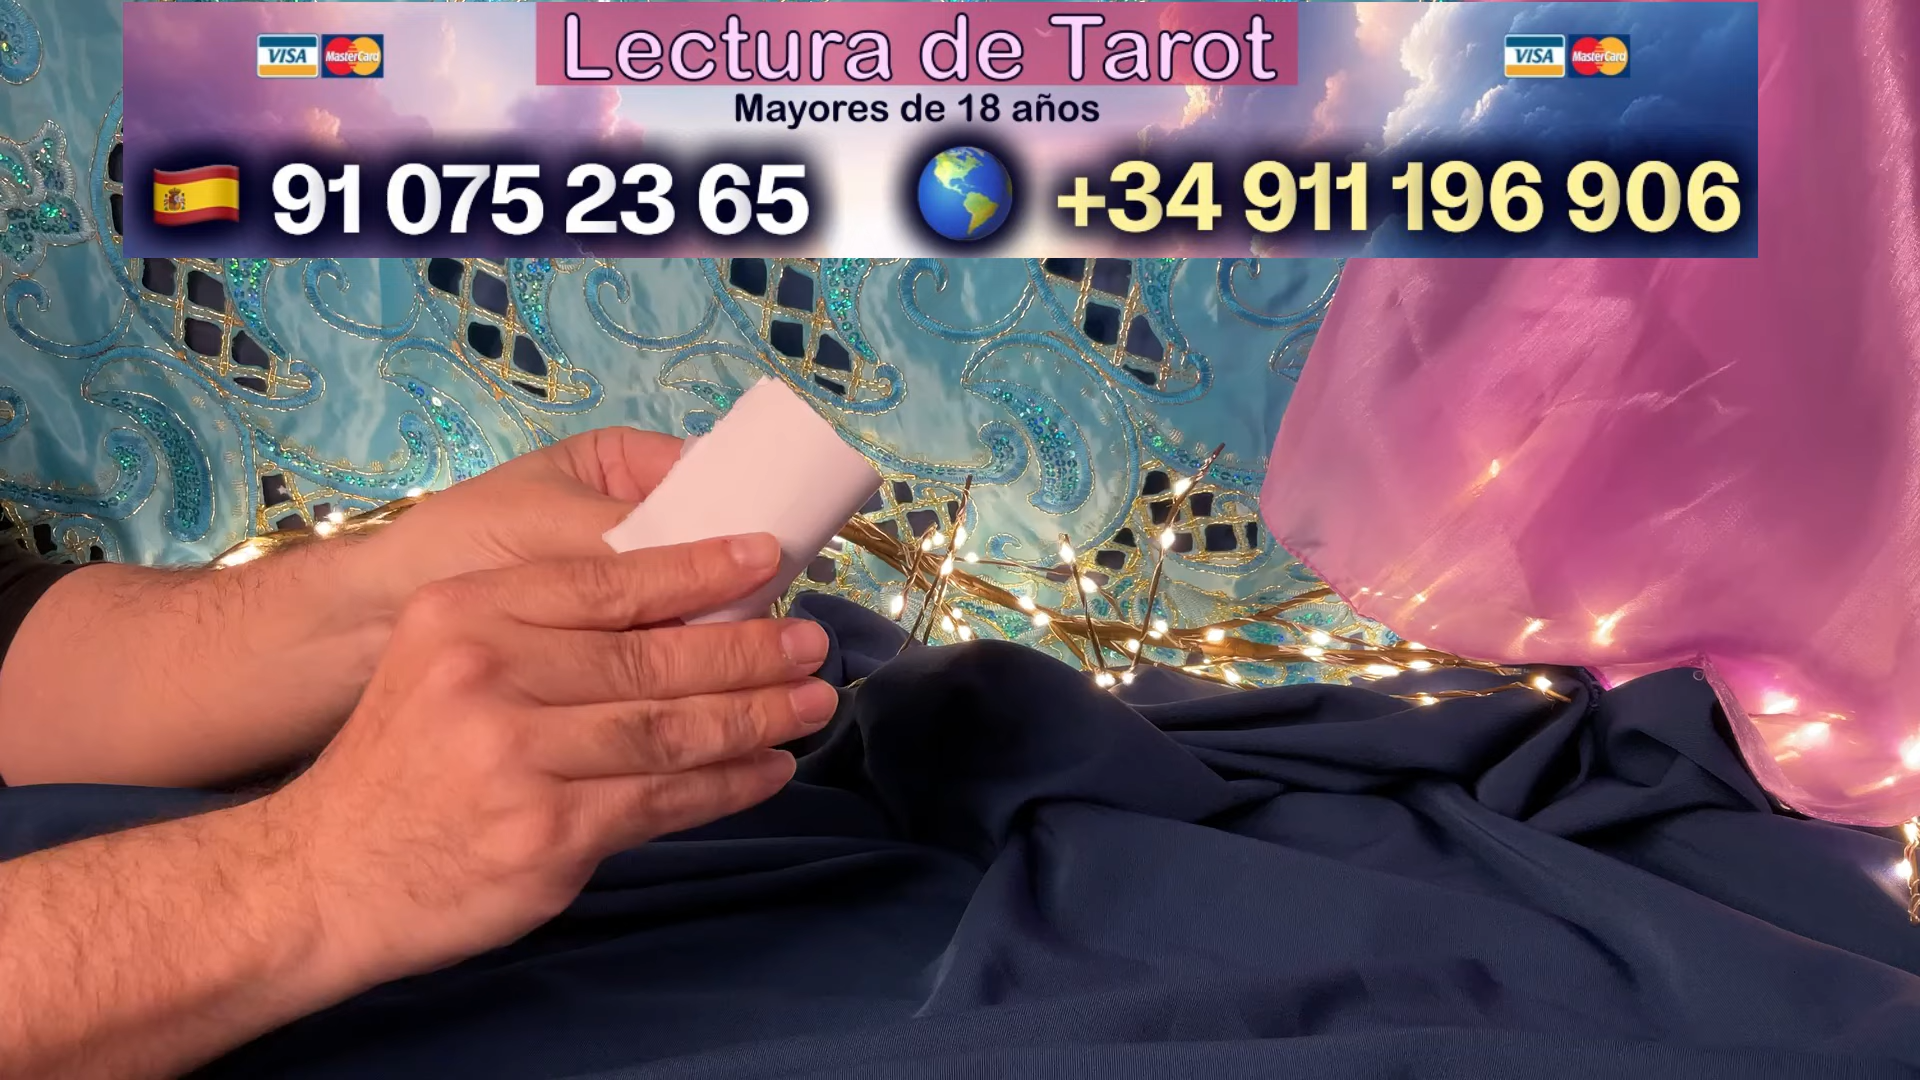 VISA MasterCard Lectura de Tarot VISA MasterCard
Mayores de 18 años
91 075 23 65 +34 911 196 906